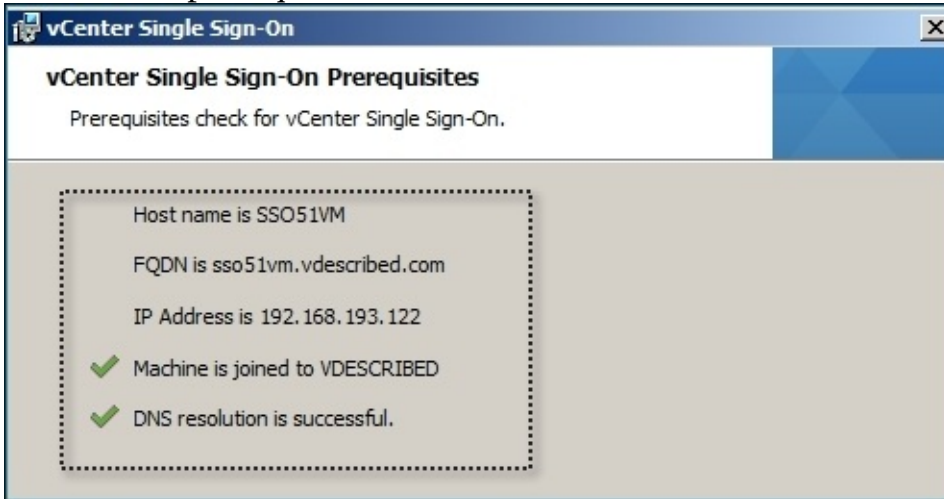 vCenter Single Sign-On
vCenter Single Sign-On Prerequisites
Prerequisites check for vCenter Single Sign-On.
Host name is SSO51VM
FQDN is sso51vm.vdescribed.com
IP Address is 192.168.193.122
Machine is joined to VDESCRIBED
DNS resolution is successful.